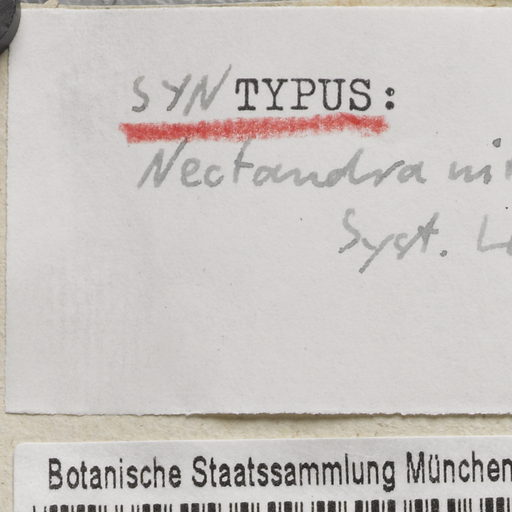 SYN TYPUS:
Nectandra
Syst.
Botanische Staatssammlung München